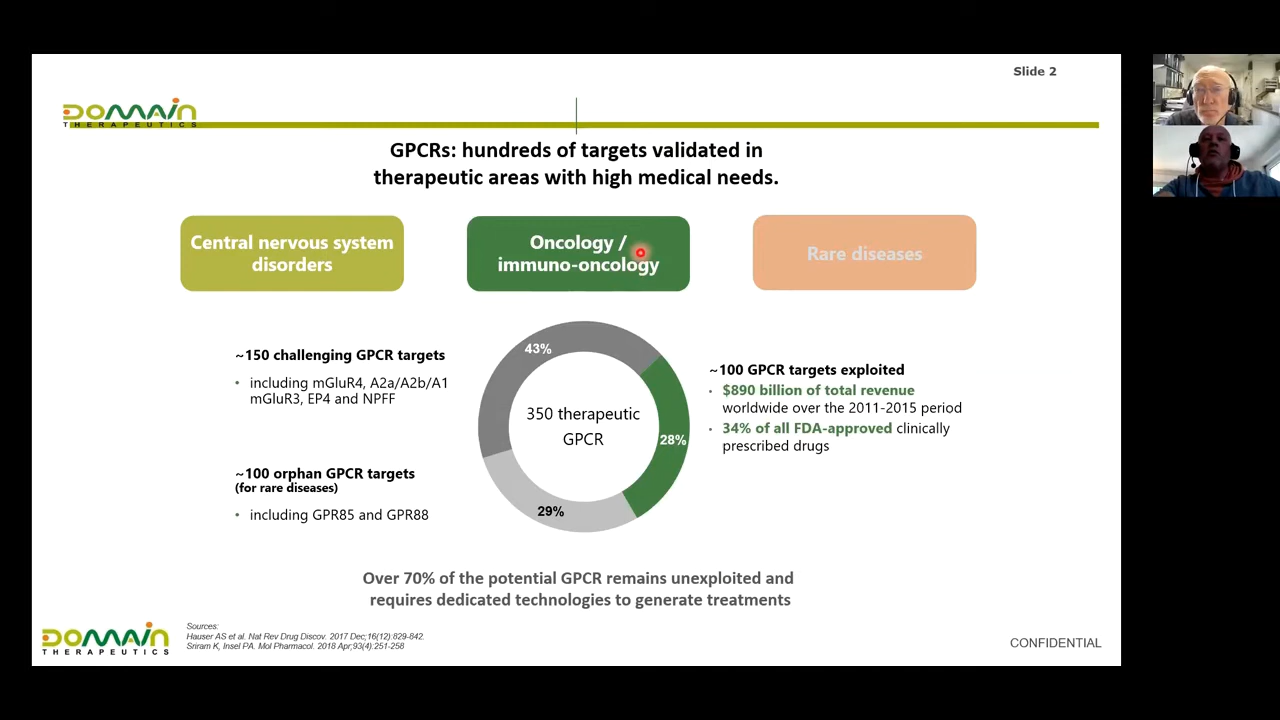 Slide 2
DOMAIN
THERAPEUTICS
GPCRs: hundreds of targets validated in
therapeutic areas with high medical needs.
Central nervous system
disorders
Oncology /
immuno-oncology
Rare diseases
~150 challenging GPCR targets
• including mGluR4, A2a/A2b/A1
mGluR3, EP4 and NPFF
~100 orphan GPCR targets
(for rare diseases)
• including GPR85 and GPR88
43%
350 therapeutic
GPCR
28%
29%
~100 GPCR targets exploited
• $890 billion of total revenue
worldwide over the 2011-2015 period
• 34% of all FDA-approved clinically
prescribed drugs
Over 70% of the potential GPCR remains unexploited and
requires dedicated technologies to generate treatments
DOMAIN
THERAPEUTICS
Sources:
Hauser AS et al. Nat Rev Drug Discov. 2017 Dec;16(12):829-842.
Sriram K, Insel PA. Mol Pharmacol. 2018 Apr;93(4):251-258
CONFIDENTIAL